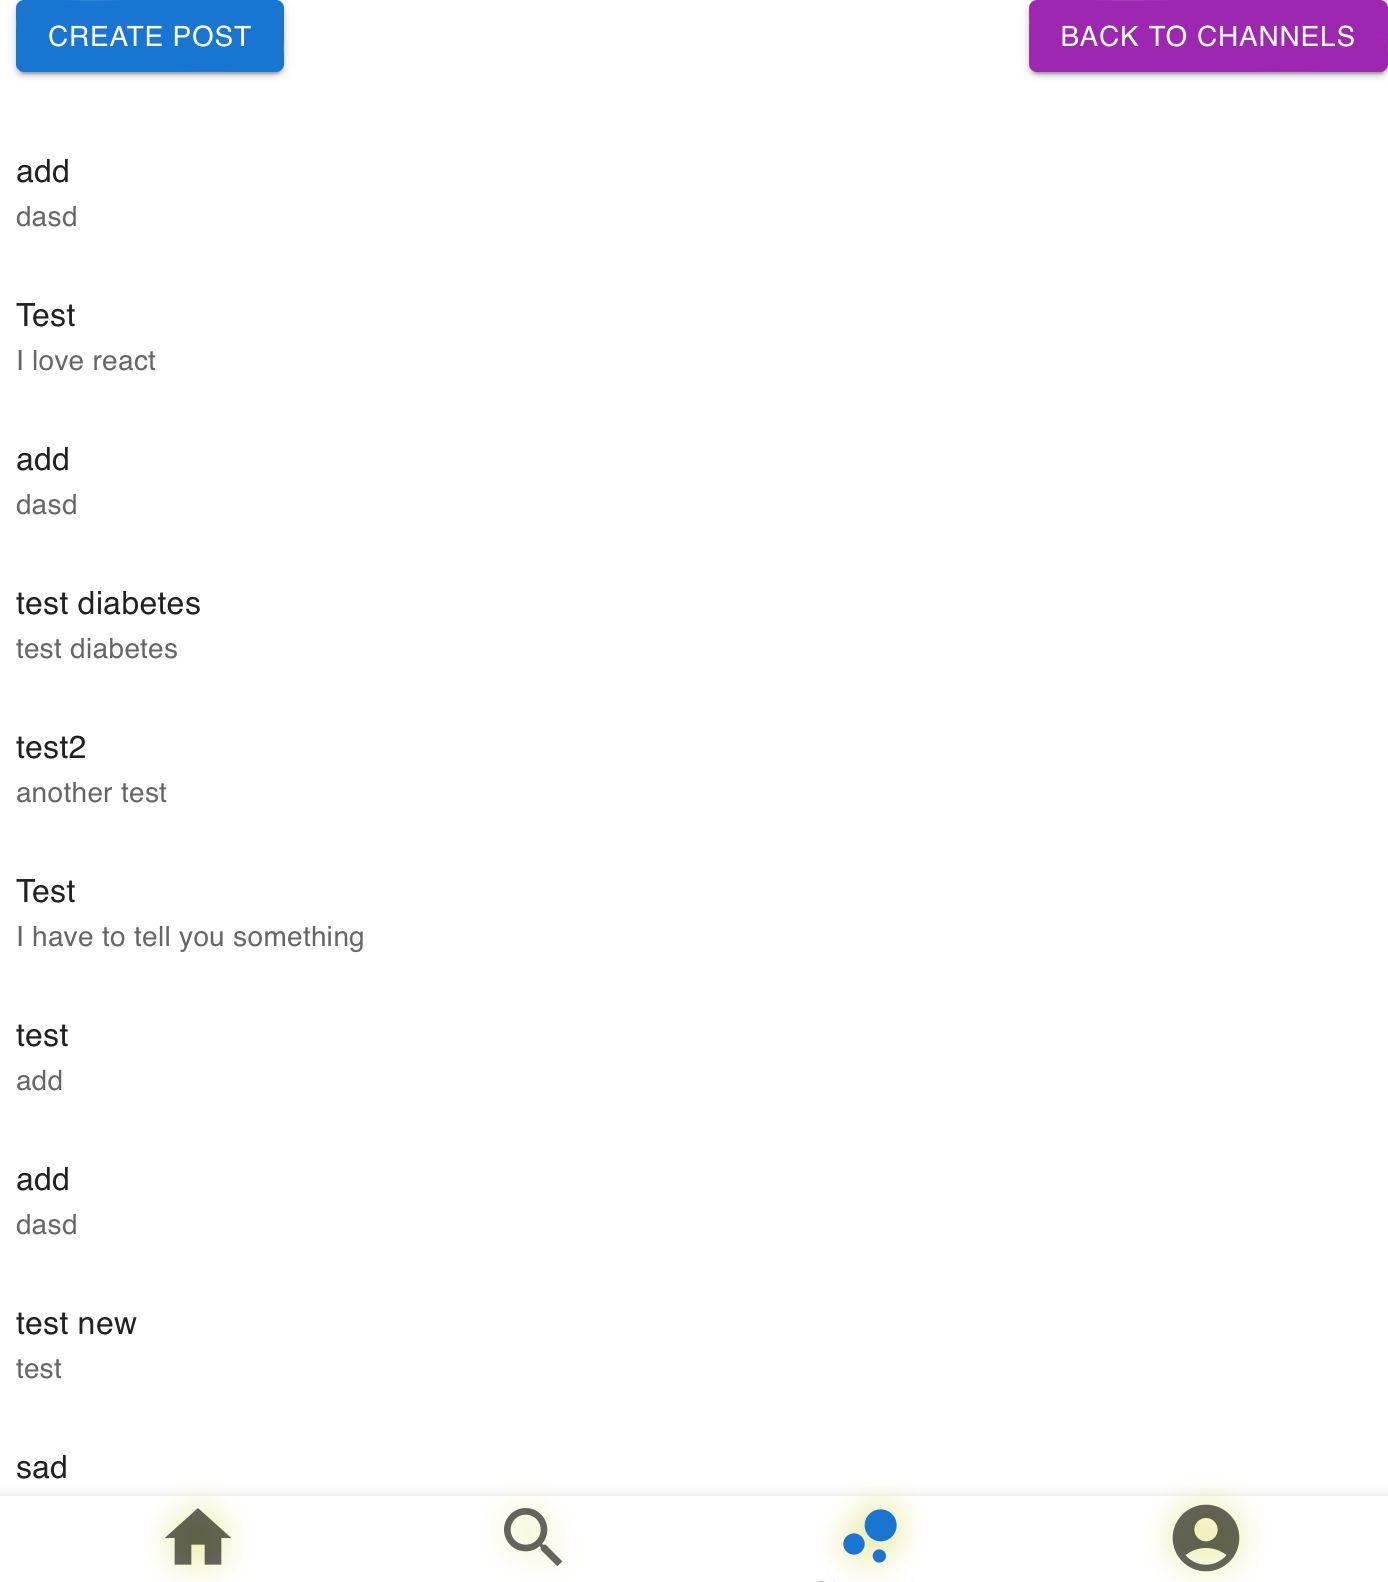 CREATE POST
BACK TO CHANNELS
add
dasd
Test
I love react
add
dasd
test diabetes
test diabetes
test2
another test
Test
I have to tell you something
test
add
add
dasd
test new
test
sad